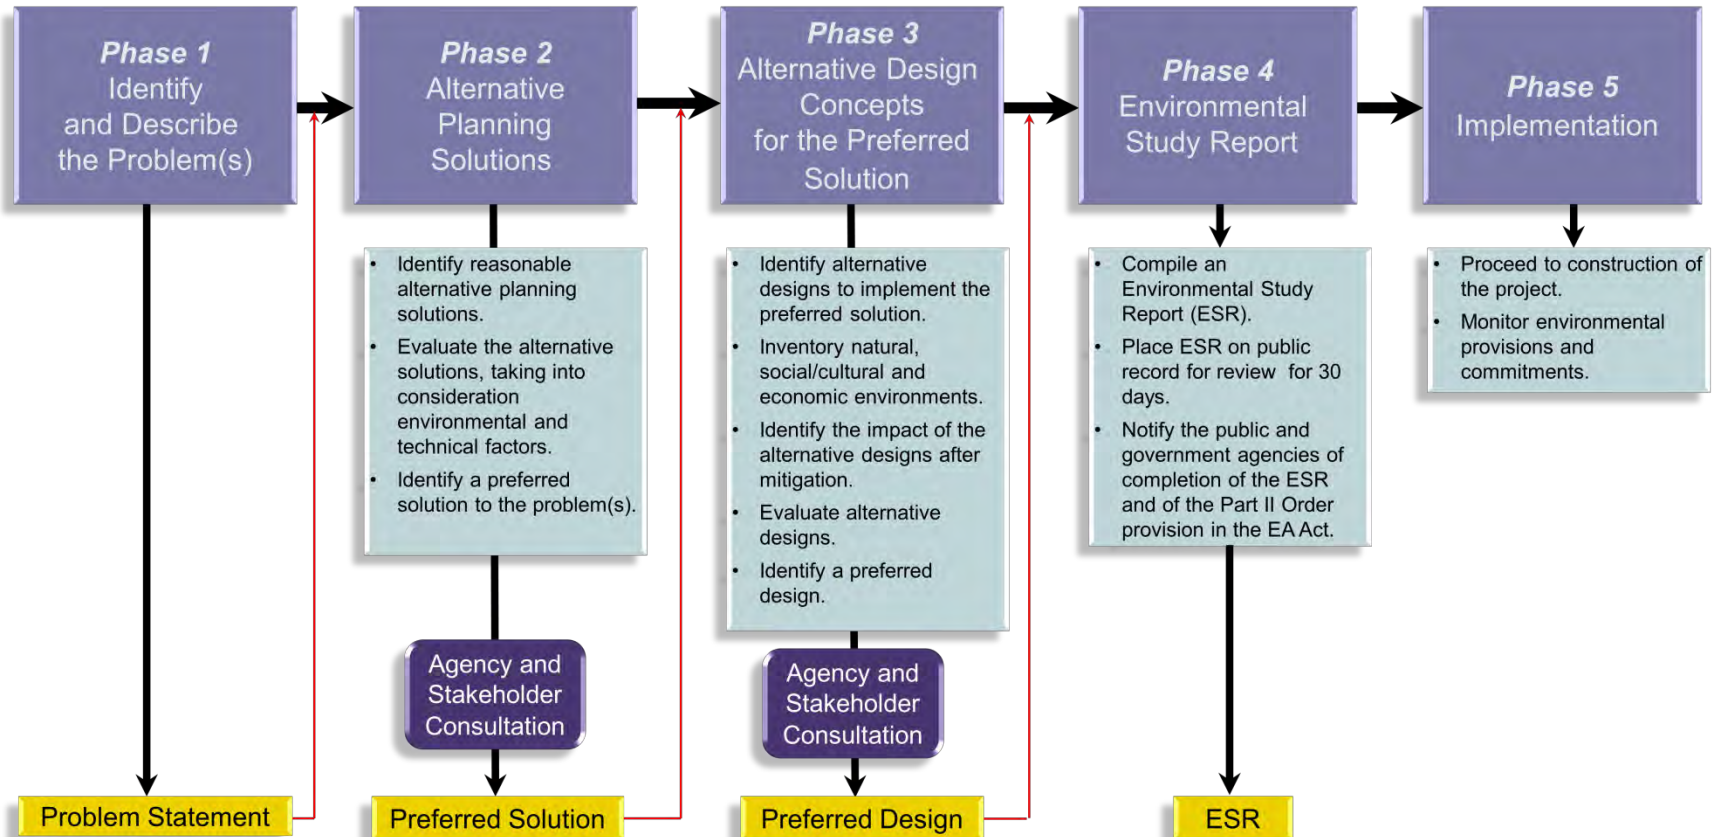 Phase 1
Identify
and Describe
the Problem(s)
Phase 2
Alternative
Planning
Solutions
Phase 3
Alternative Design
Concepts
for the Preferred
Solution
Phase 4
Environmental
Study Report
Phase 5
Implementation
• Identify reasonable
alternative planning
solutions.
• Evaluate the alternative
solutions, taking into
consideration
environmental and
technical factors.
• Identify a preferred
solution to the problem(s).
• Identify alternative
designs to implement the
preferred solution.
• Inventory natural,
social/cultural and
economic environments.
• Identify the impact of the
alternative designs after
mitigation.
• Evaluate alternative
designs.
• Identify a preferred
design.
• Compile an
Environmental Study
Report (ESR).
• Place ESR on public
record for review for 30
days.
• Notify the public and
government agencies of
completion of the ESR
and of the Part II Order
provision in the EA Act.
• Proceed to construction of
the project.
• Monitor environmental
provisions and
commitments.
Agency and
Stakeholder
Consultation
Agency and
Stakeholder
Consultation
Problem Statement
Preferred Solution
Preferred Design
ESR